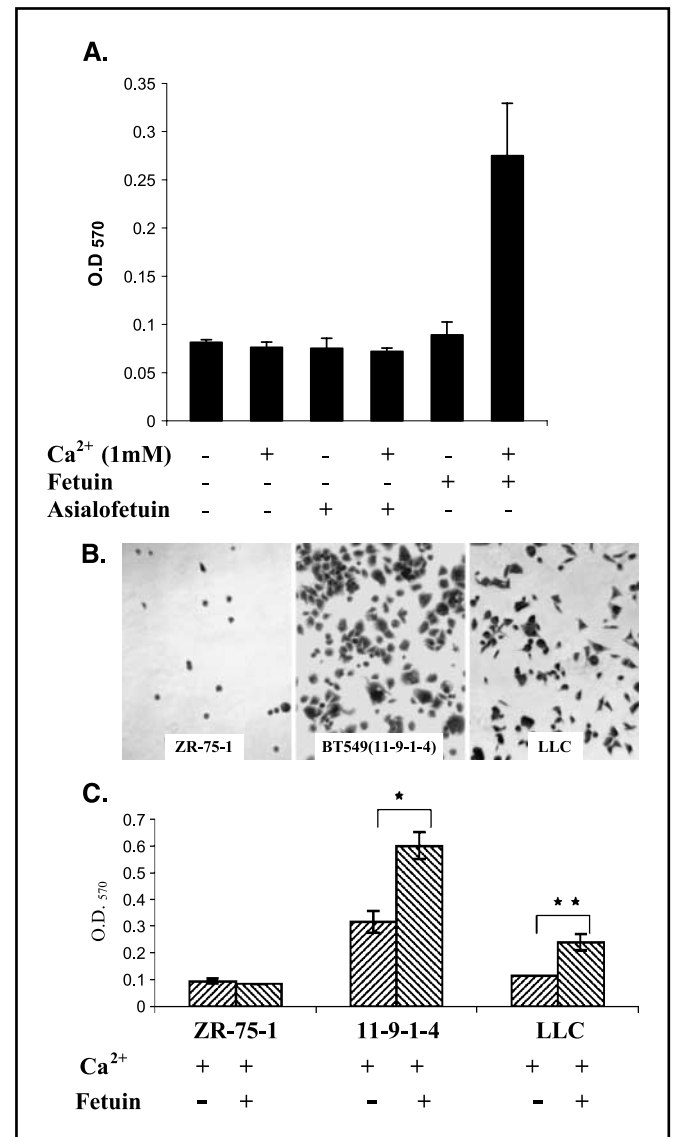 A.
0.35
0.3
0.25
0.2
0.15
0.1
0.05
0
O.D 570
Ca2+ (1mM) - + - + - +
Fetuin - - - - + +
Asialofetuin - - + + - -
B.
ZR-75-1 BT549(11-9-1-4) LLC
C.
0.7
0.6
0.5
0.4
0.3
0.2
0.1
0
O.D. 570
★ ★ ★
ZR-75-1 11-9-1-4 LLC
Ca2+ + + + + + +
Fetuin - + - + - +